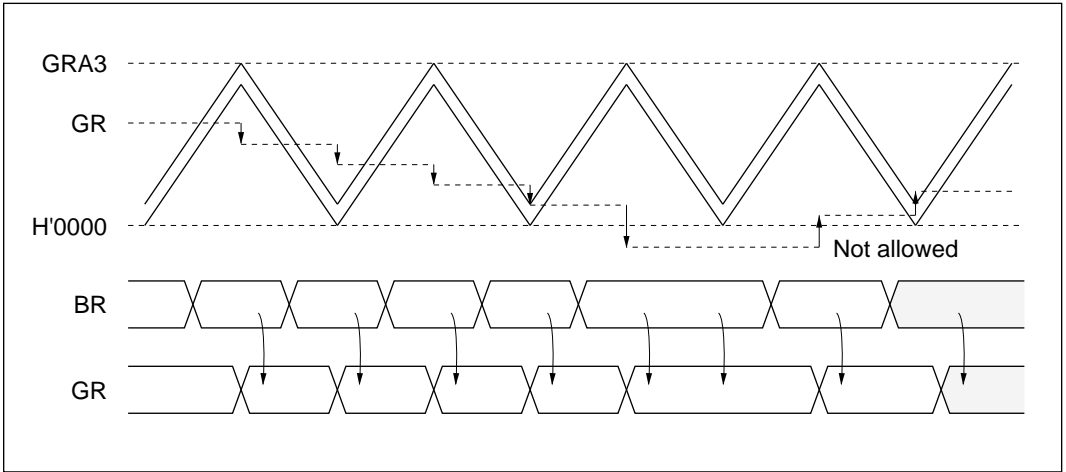 GRA3
GR
H'0000
Not allowed
BR
GR